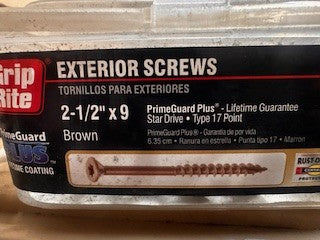 Grip
Rite
EXTERIOR SCREWS
TORNILLOS PARA EXTERIORES
2-1/2" x 9
Brown
PrimeGuard Plus® - Lifetime Guarantee
Star Drive • Type 17 Point
PrimeGuard Plus® - Garantía de por vida
6.35 cm • Ranura en estrella • Punta tipo 17 • Marrón
PrimeGuard
PLUS
COATING
RUST-O